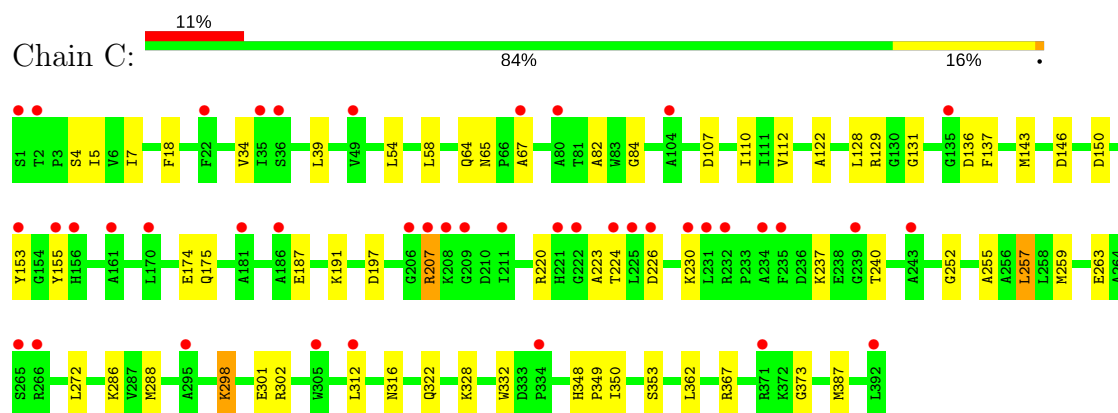 11%
Chain C:
84% 16% •
S1 T2 P3 S4 I5 V6 I7 F18 F22 V34 I35 S36 L39 V49 L54 L58 Q64 N65 P66 A67 A80 T81 A82 W83 G84 A104 D107 I110 I111 V112 A122 L128 R129 G130 G131 G135 D136 F137 M143 D146 D150
Y153 G154 Y155 H156 A161 L170 E174 Q175 A181 A186 E187 K191 D197 G206 R207 K208 G209 D210 I211 R220 H221 G222 A223 T224 L225 D226 K230 L231 R232 P233 A234 F235 D236 K237 E238 G239 T240 A243 G252 A255 A256 L257 L258 M259 E263 A264
S265 R266 L272 K286 V287 M288 A295 K298 E301 R302 W305 L312 N316 Q322 K328 W332 D333 P334 H348 P349 I350 S353 L362 R367 R371 K372 G373 M387 L392